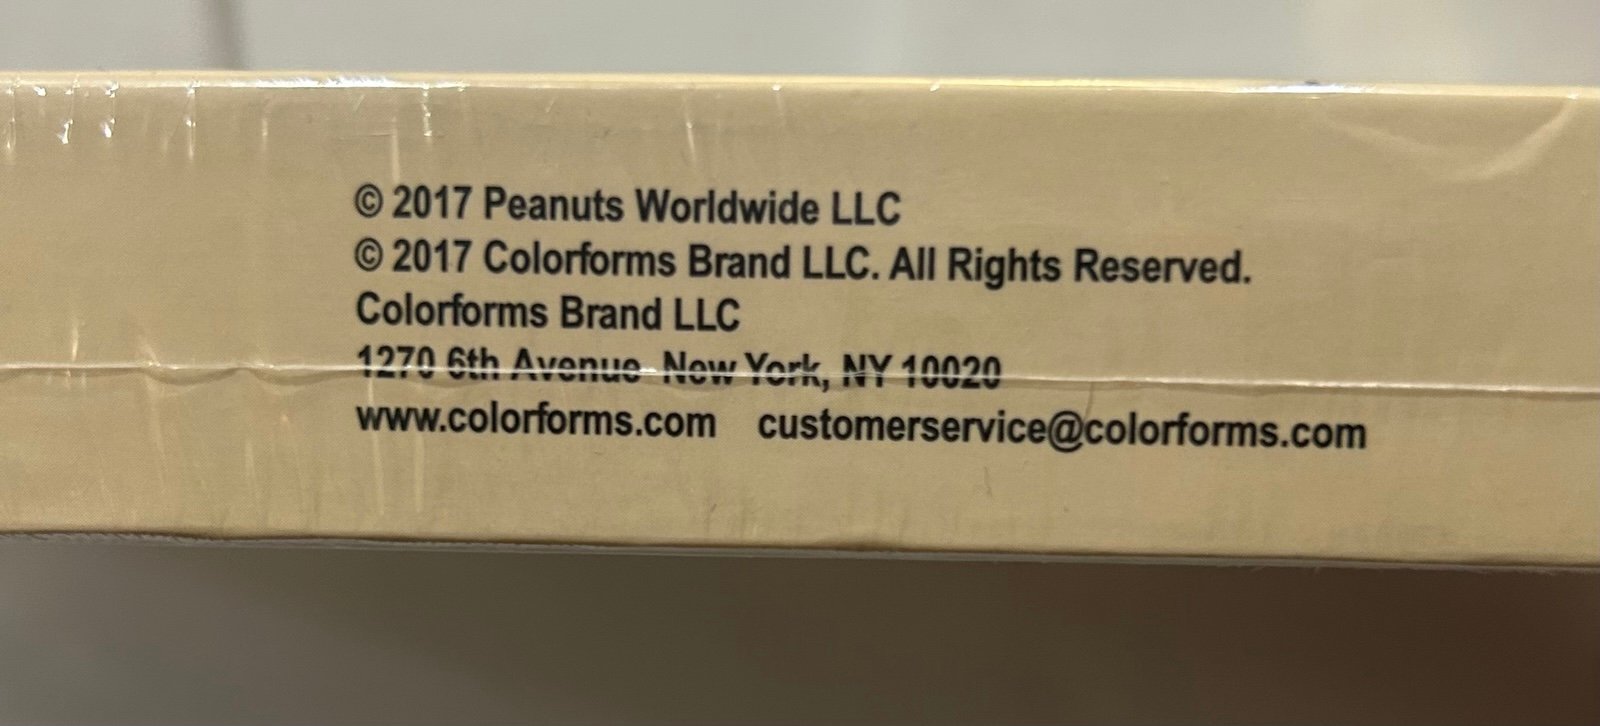 © 2017 Peanuts Worldwide LLC
© 2017 Colorforms Brand LLC. All Rights Reserved.
Colorforms Brand LLC
1270 6th Avenue New York, NY 10020
www.colorforms.com customerservice@colorforms.com